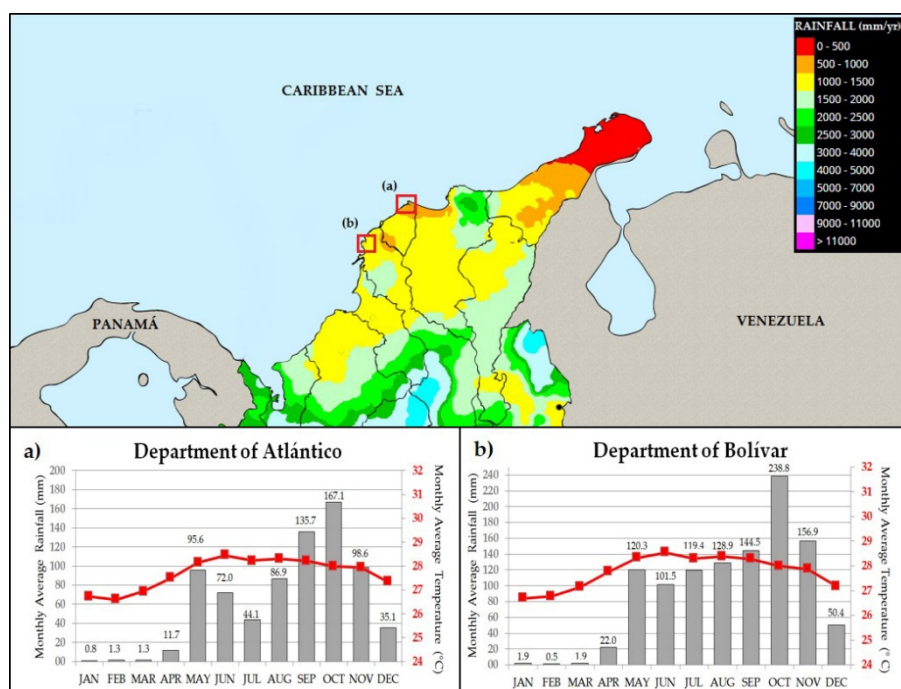 RAINFALL (mm/yr)
0 - 500
500 - 1000
1000 - 1500
1500 - 2000
2000 - 2500
2500 - 3000
3000 - 4000
4000 - 5000
5000 - 7000
7000 - 9000
9000 - 11000
> 11000
CARIBBEAN SEA
(a)
(b)
PANAMÁ
VENEZUELA
a)
Department of Atlántico
Monthly Average Rainfall (mm)
200
180
160
140
120
100
80
60
40
20
00
0.8
1.3
1.3
11.7
95.6
72.0
44.1
86.9
135.7
167.1
98.6
35.1
JAN FEB MAR APR MAY JUN JUL AUG SEP OCT NOV DEC
32
31
30
29
28
27
26
25
24
Monthly Average Temperature (°C)
b)
Department of Bolívar
Monthly Average Rainfall (mm)
240
220
200
180
160
140
120
100
80
60
40
20
00
1.9
0.5
1.9
22.0
120.3
101.5
119.4
128.9
144.5
238.8
156.9
50.4
JAN FEB MAR APR MAY JUN JUL AUG SEP OCT NOV DEC
32
31
30
29
28
27
26
25
24
Monthly Average Temperature (°C)